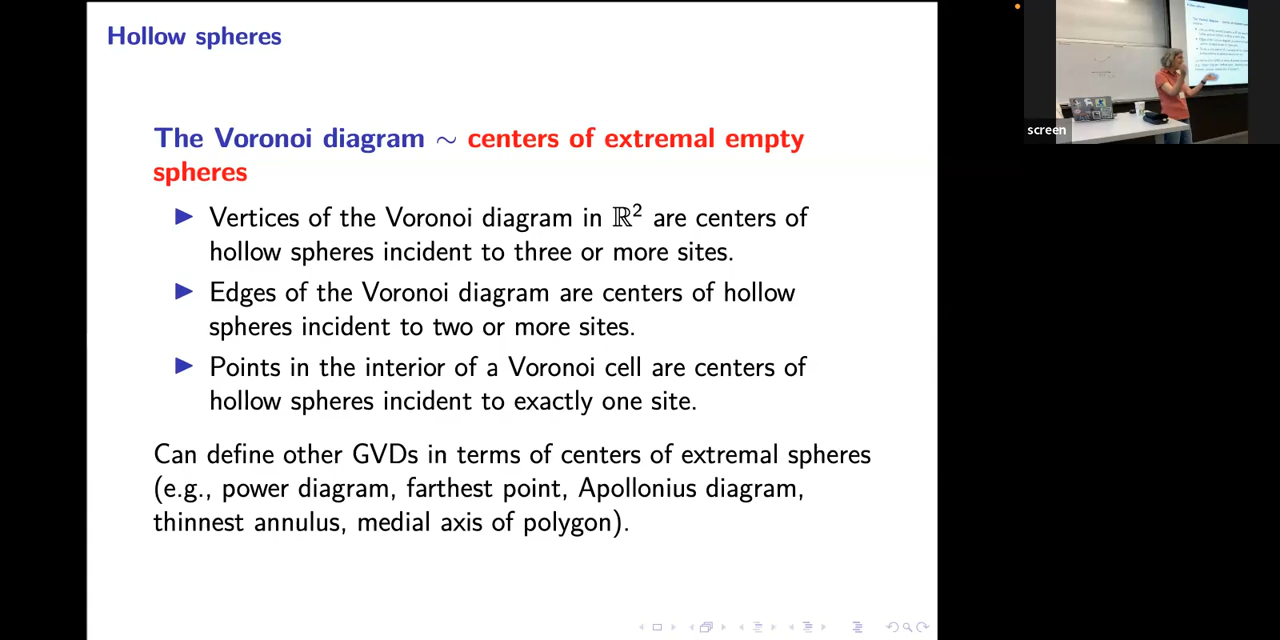 Hollow spheres
The Voronoi diagram ∼ centers of extremal empty
spheres
▶ Vertices of the Voronoi diagram in ℝ² are centers of
hollow spheres incident to three or more sites.
▶ Edges of the Voronoi diagram are centers of hollow
spheres incident to two or more sites.
▶ Points in the interior of a Voronoi cell are centers of
hollow spheres incident to exactly one site.
Can define other GVDs in terms of centers of extremal spheres
(e.g., power diagram, farthest point, Apollonius diagram,
thinnest annulus, medial axis of polygon).
screen